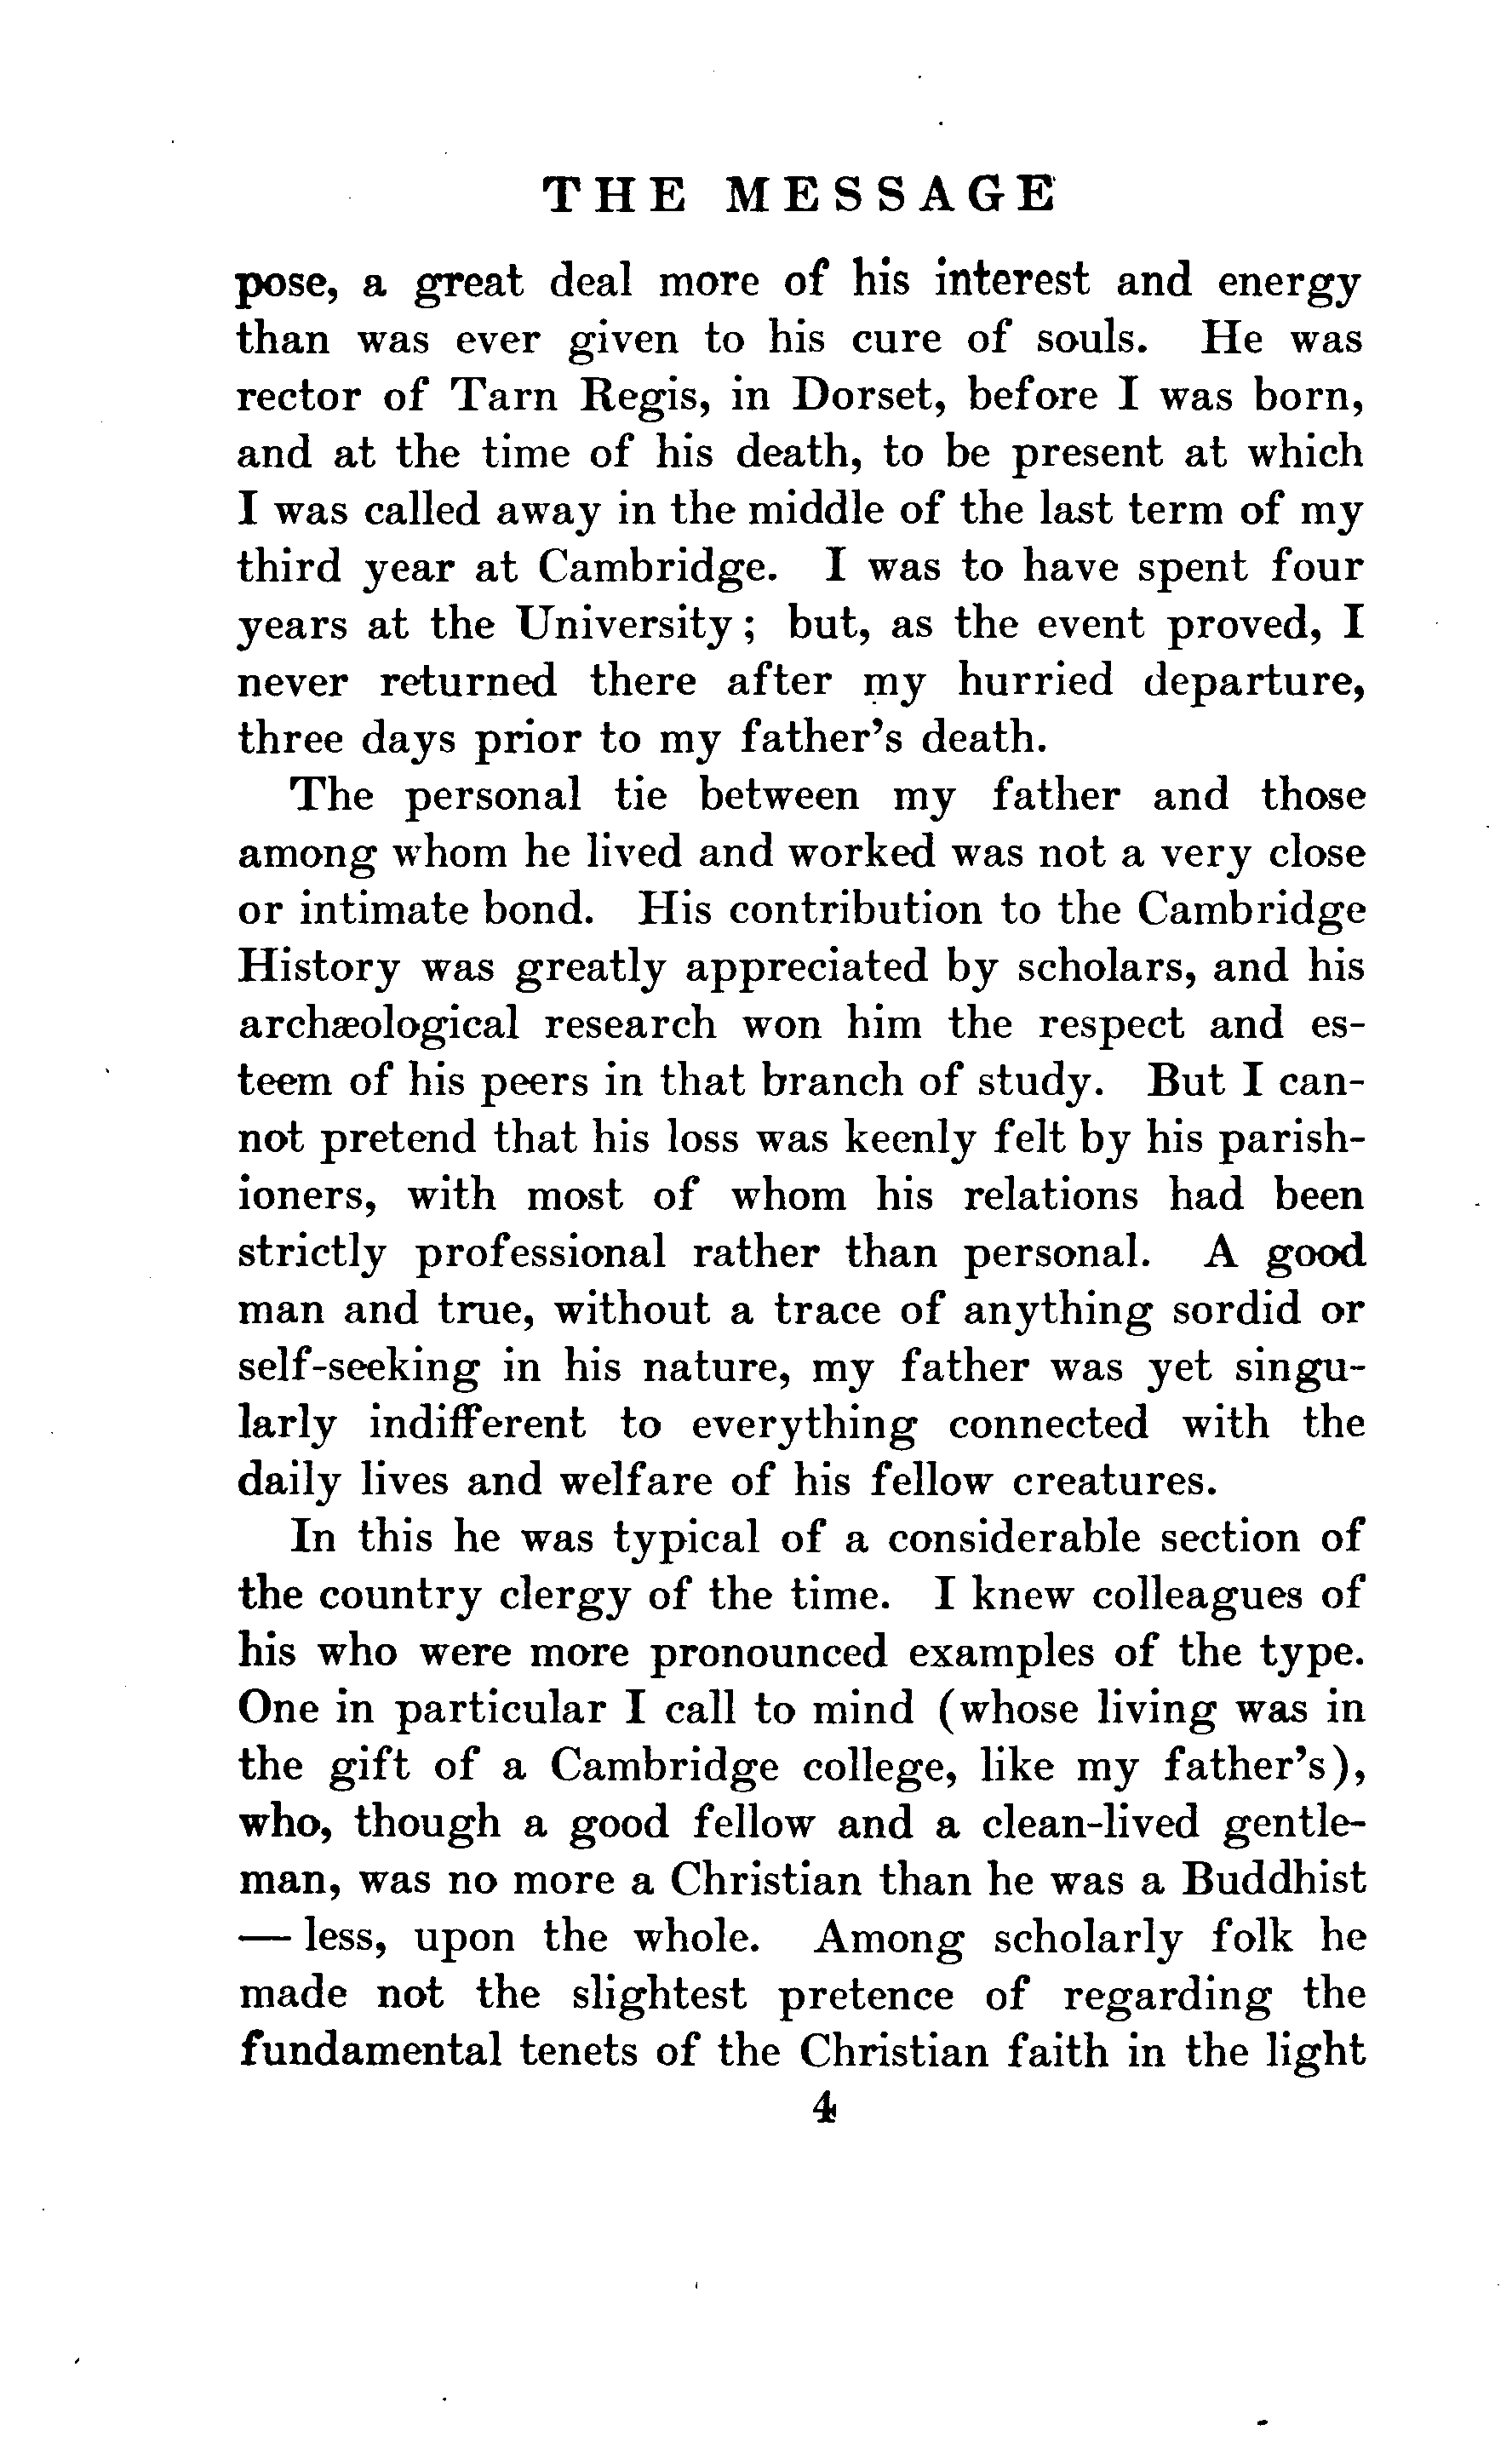 THE MESSAGE
pose, a great deal more of his interest and energy
than was ever given to his cure of souls. He was
rector of Tarn Regis, in Dorset, before I was born,
and at the time of his death, to be present at which
I was called away in the middle of the last term of my
third year at Cambridge. I was to have spent four
years at the University; but, as the event proved, I
never returned there after my hurried departure,
three days prior to my father's death.
The personal tie between my father and those
among whom he lived and worked was not a very close
or intimate bond. His contribution to the Cambridge
History was greatly appreciated by scholars, and his
archæological research won him the respect and es-
teem of his peers in that branch of study. But I can-
not pretend that his loss was keenly felt by his parish-
ioners, with most of whom his relations had been
strictly professional rather than personal. A good
man and true, without a trace of anything sordid or
self-seeking in his nature, my father was yet singu-
larly indifferent to everything connected with the
daily lives and welfare of his fellow creatures.
In this he was typical of a considerable section of
the country clergy of the time. I knew colleagues of
his who were more pronounced examples of the type.
One in particular I call to mind (whose living was in
the gift of a Cambridge college, like my father's),
who, though a good fellow and a clean-lived gentle-
man, was no more a Christian than he was a Buddhist
— less, upon the whole. Among scholarly folk he
made not the slightest pretence of regarding the
fundamental tenets of the Christian faith in the light
4